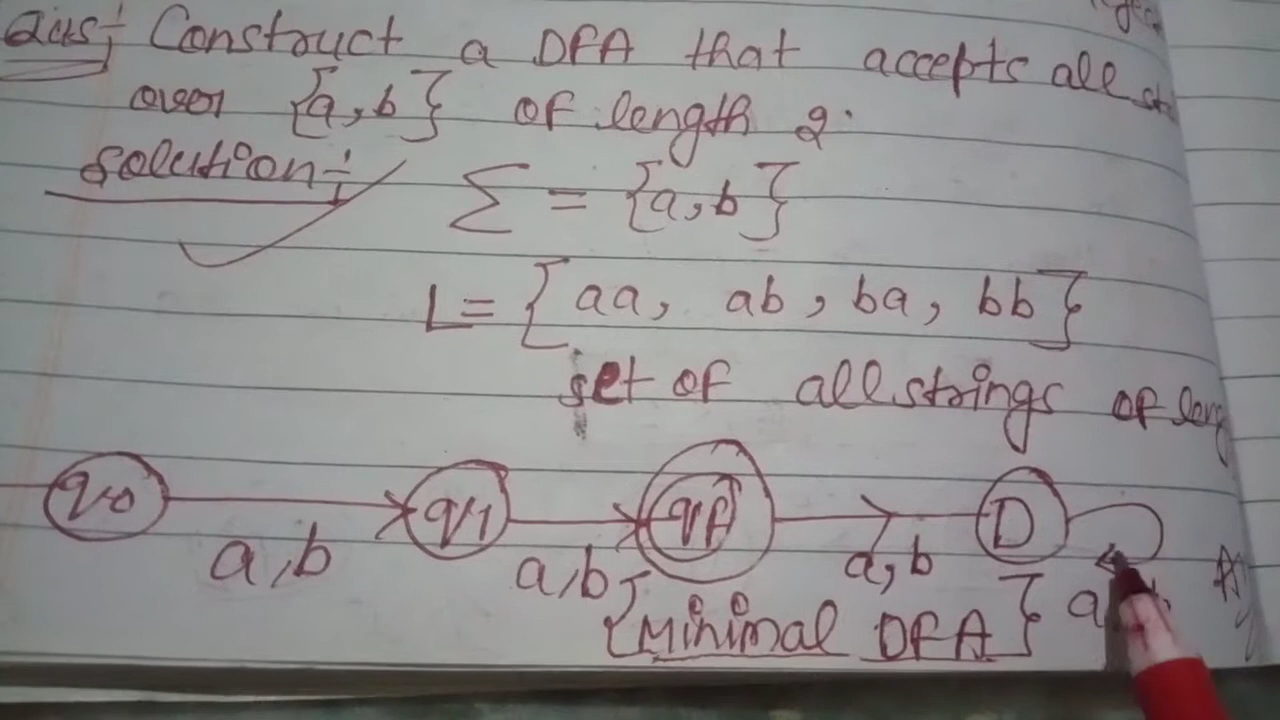 Ques:- Construct a DFA that accepts all
over {a,b} of length 2.
Solution:-
Σ = {a,b}
L = { aa, ab, ba, bb }
set of all strings of
q0 q1 qf D
a,b a,b a,b a
{Minimal DFA}